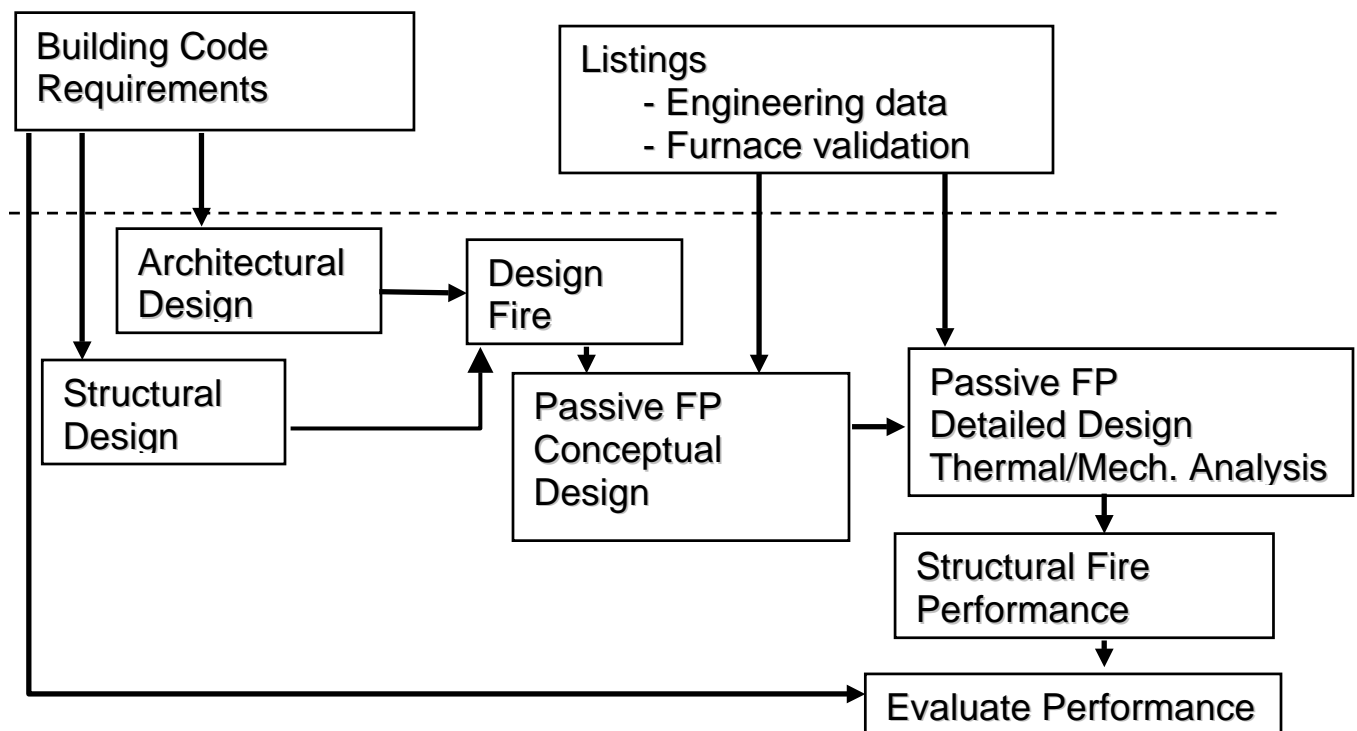 Building Code
Requirements
Listings
- Engineering data
- Furnace validation
Architectural
Design
Design
Fire
Structural
Design
Passive FP
Conceptual
Design
Passive FP
Detailed Design
Thermal/Mech. Analysis
Structural Fire
Performance
Evaluate Performance